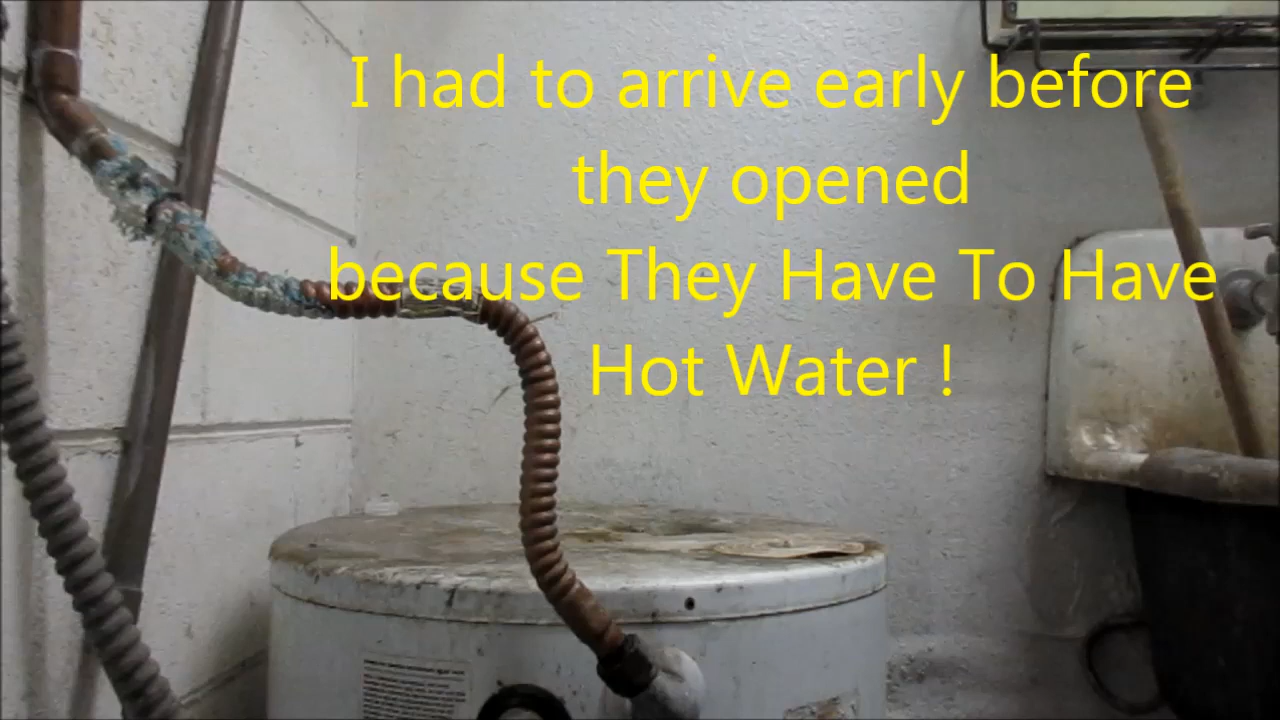 I had to arrive early before
they opened
because They Have To Have
Hot Water !